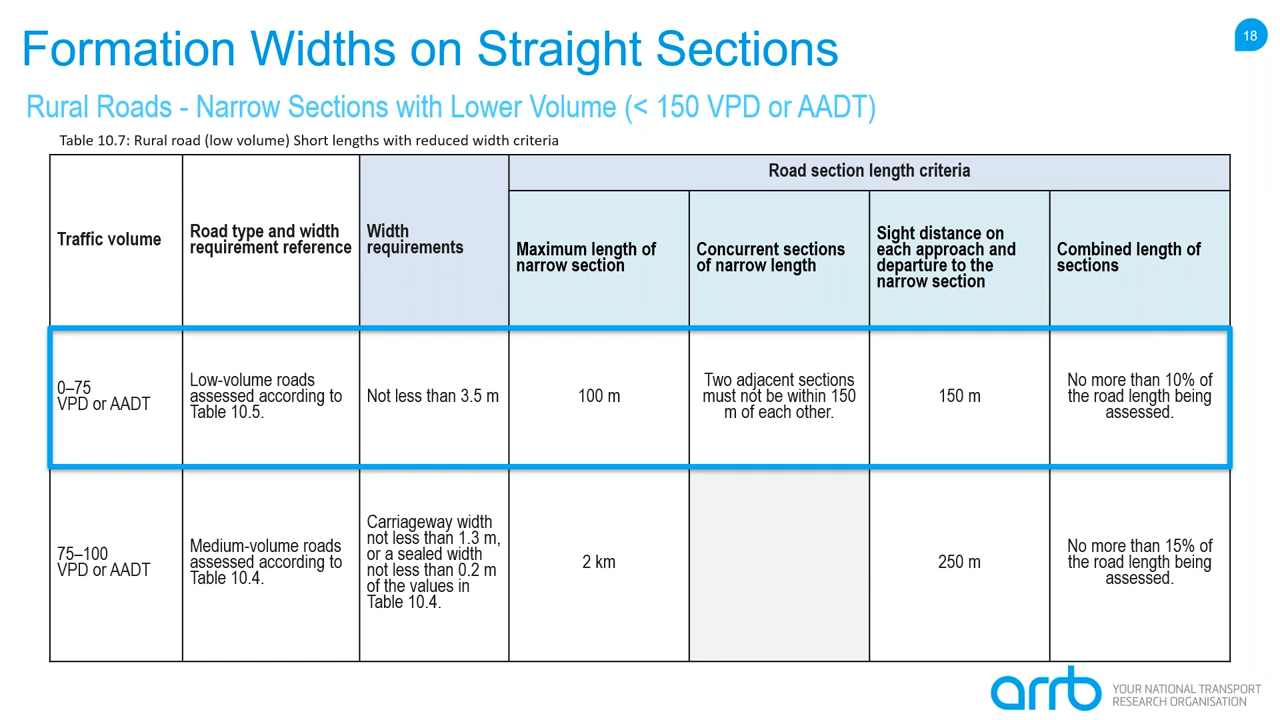 Formation Widths on Straight Sections
18
Rural Roads - Narrow Sections with Lower Volume (< 150 VPD or AADT)
Table 10.7: Rural road (low volume) Short lengths with reduced width criteria
Traffic volume
Road type and width
requirement reference
Width
requirements
Road section length criteria
Maximum length of
narrow section
Concurrent sections
of narrow length
Sight distance on
each approach and
departure to the
narrow section
Combined length of
sections
0–75
VPD or AADT
Low-volume roads
assessed according to
Table 10.5.
Not less than 3.5 m
100 m
Two adjacent sections
must not be within 150
m of each other.
150 m
No more than 10% of
the road length being
assessed.
75–100
VPD or AADT
Medium-volume roads
assessed according to
Table 10.4.
Carriageway width
not less than 1.3 m,
or a sealed width
not less than 0.2 m
of the values in
Table 10.4.
2 km
250 m
No more than 15% of
the road length being
assessed.
arrb
YOUR NATIONAL TRANSPORT
RESEARCH ORGANISATION